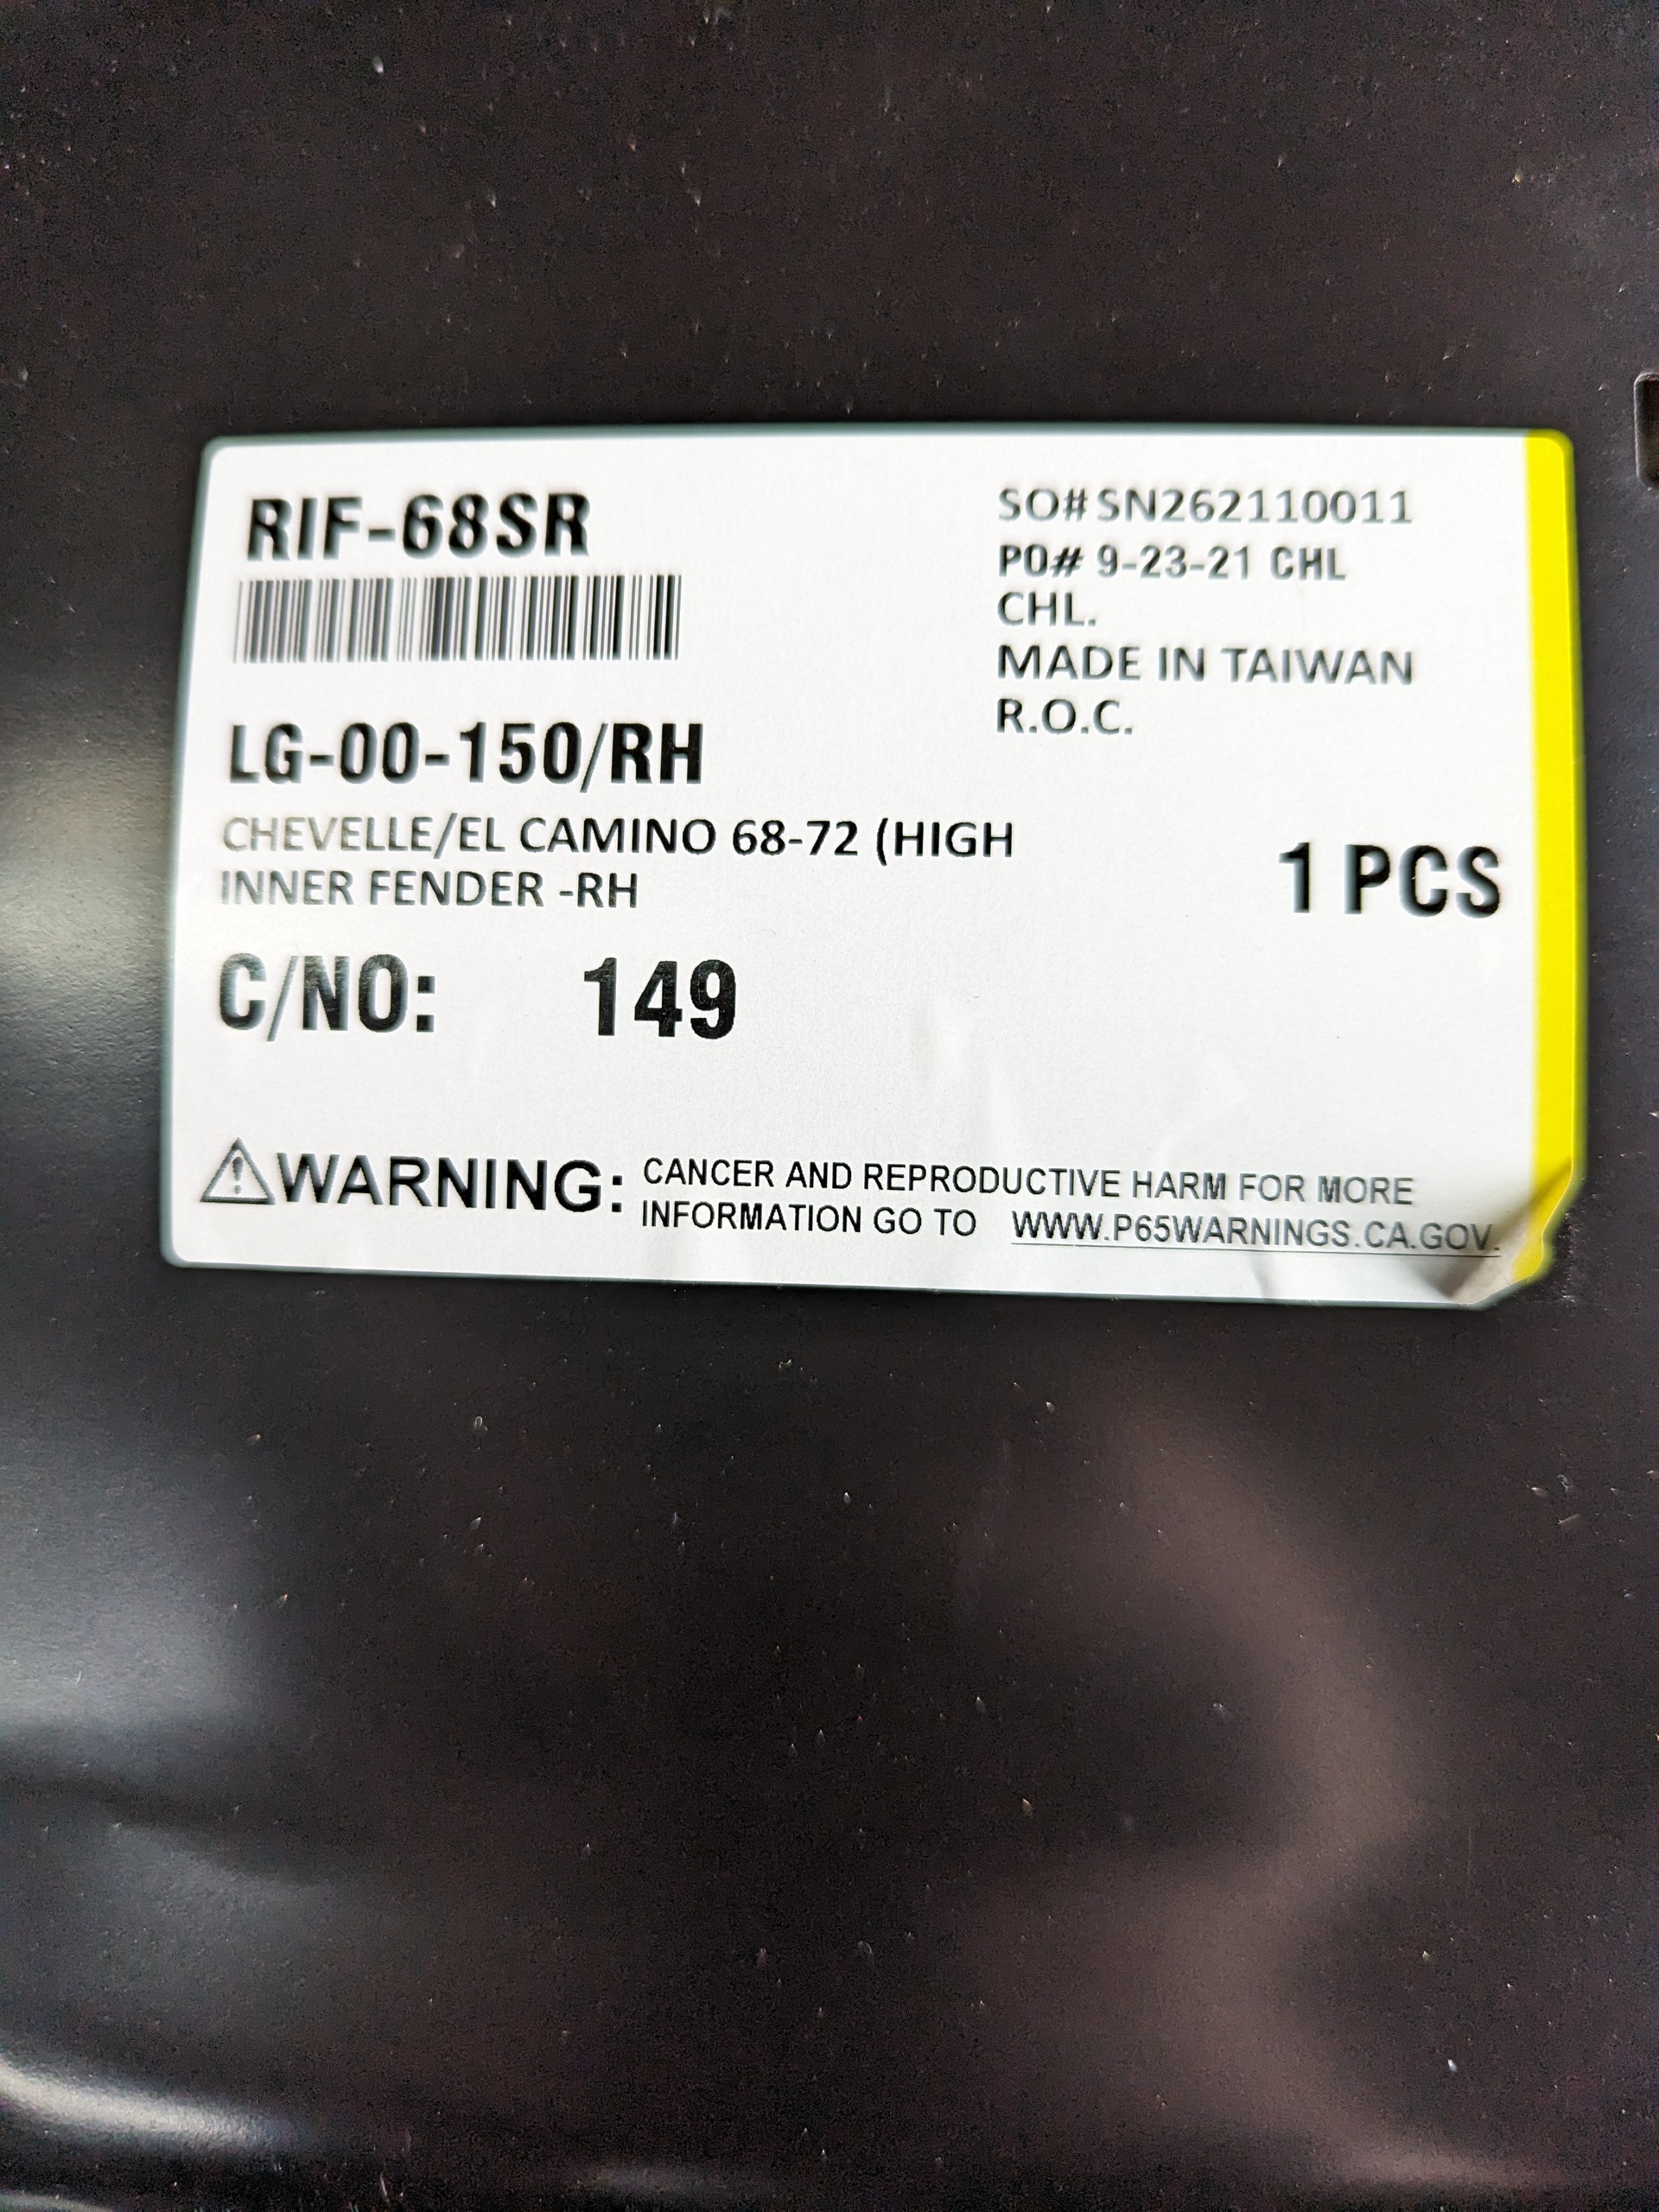 RIF-68SR
SO#SN262110011
PO# 9-23-21 CHL
CHL.
MADE IN TAIWAN
R.O.C.
LG-00-150/RH
CHEVELLE/EL CAMINO 68-72 (HIGH
INNER FENDER -RH
1 PCS
C/NO: 149
WARNING: CANCER AND REPRODUCTIVE HARM FOR MORE
INFORMATION GO TO WWW.P65WARNINGS.CA.GOV.